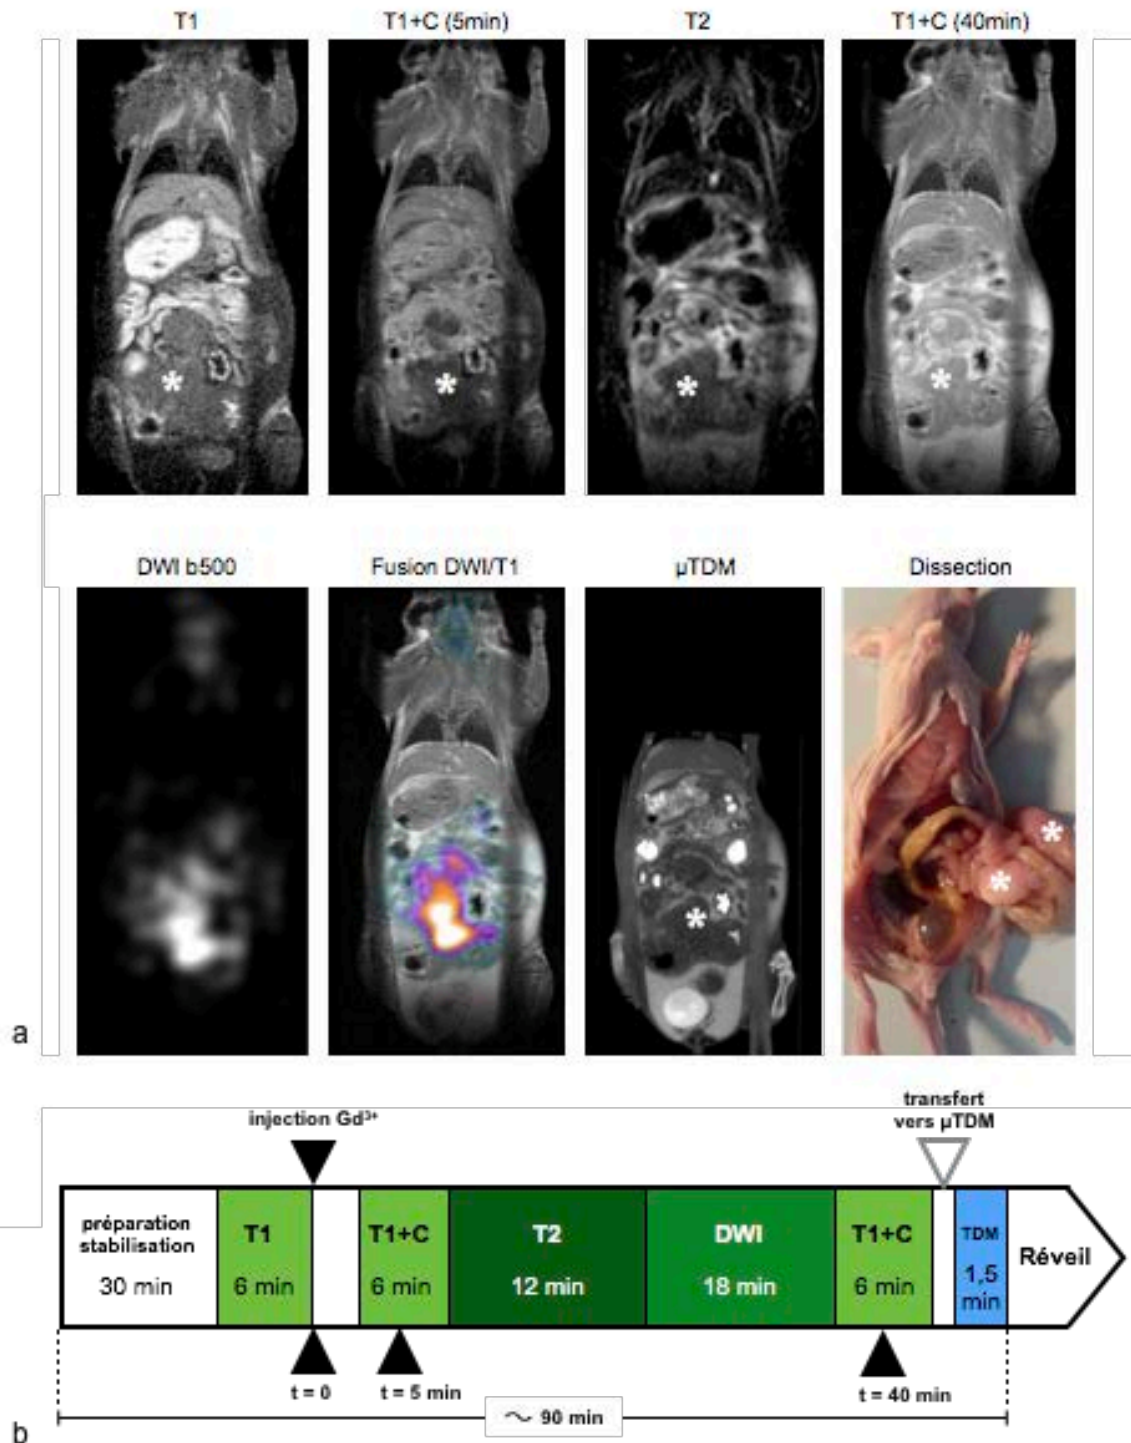 T1
T1+C (5min)
T2
T1+C (40min)
*
*
*
*
DWI b500
Fusion DWI/T1
µTDM
Dissection
*
*
*
a
injection Gd³⁺
transfert
vers µTDM
préparation
stabilisation
30 min
T1
6 min
T1+C
6 min
T2
12 min
DWI
18 min
T1+C
6 min
TDM
1,5
min
Réveil
t = 0
t = 5 min
t = 40 min
~ 90 min
b